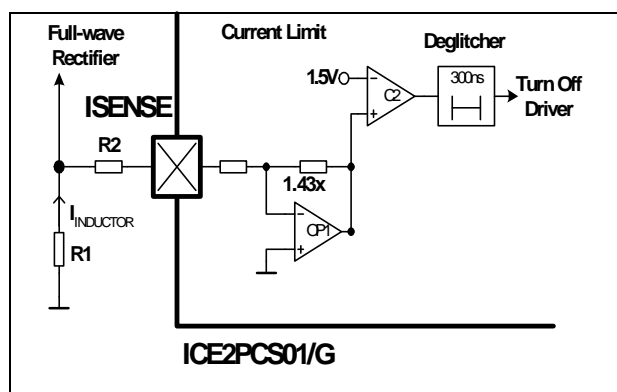 Full-wave
Rectifier
Current Limit
Deglitcher
1.5V
C2
300ns
Turn Off
Driver
ISENSE
R2
1.43x
IINDUCTOR
OP1
R1
ICE2PCS01/G